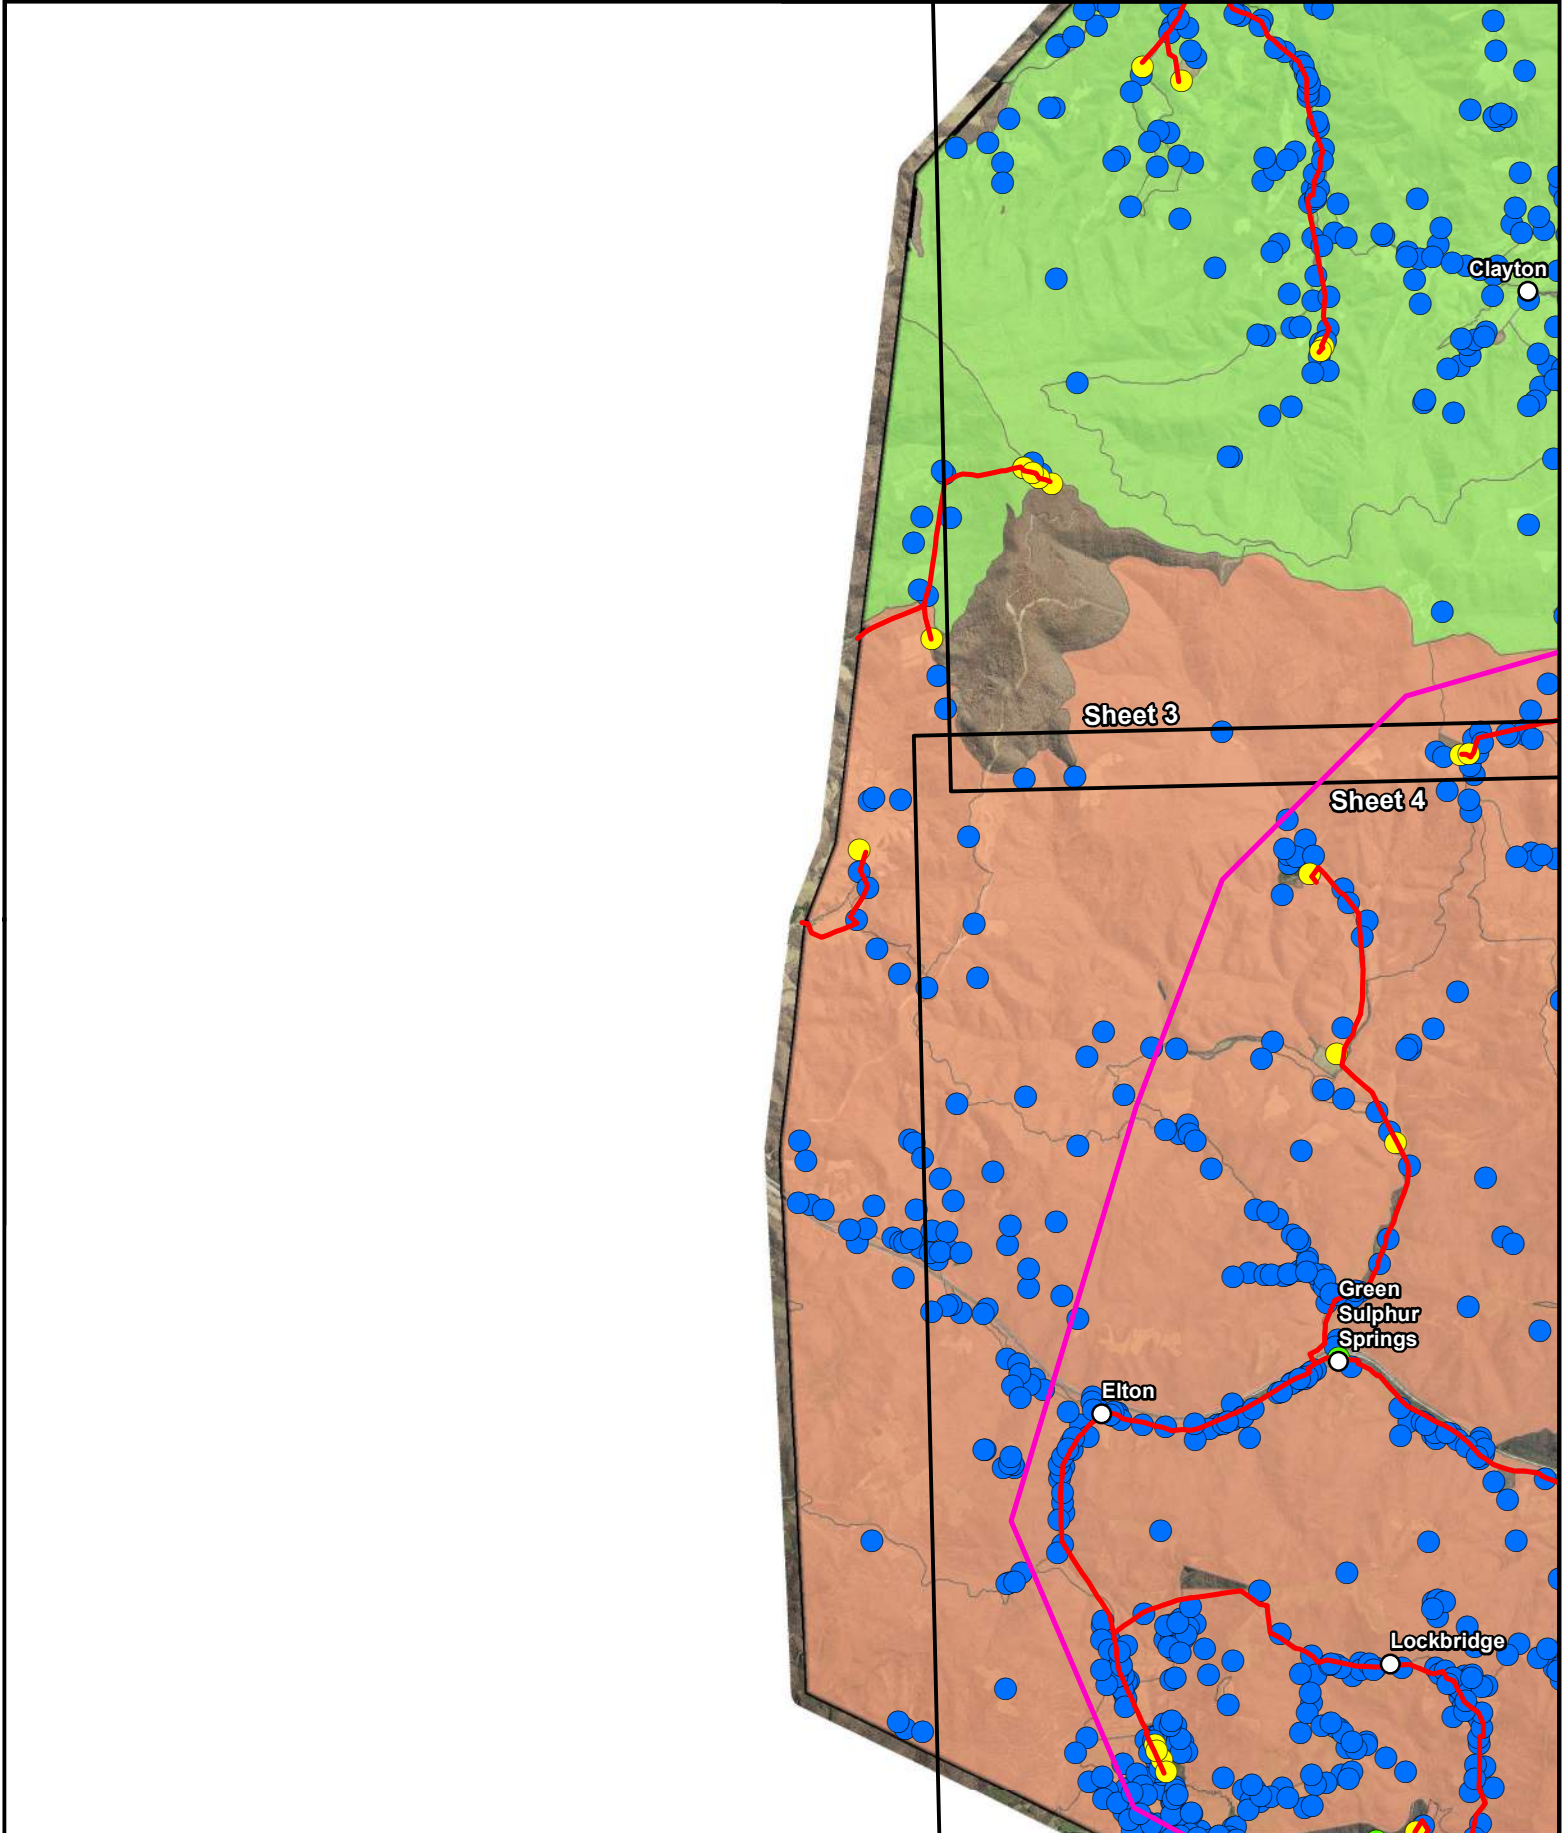 Clayton
Sheet 3
Sheet 4
Green
Sulphur
Springs
Elton
Lockbridge